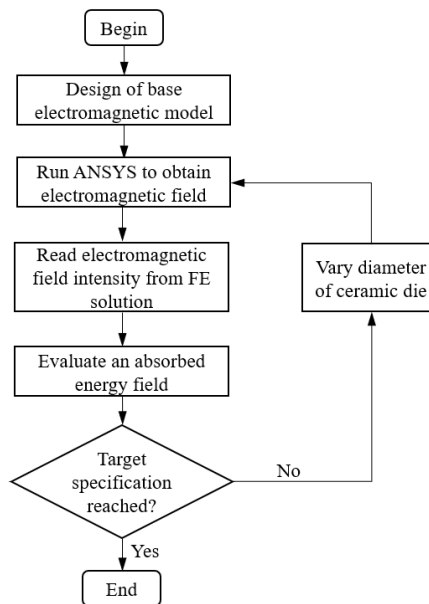 Begin
Design of base
electromagnetic model
Run ANSYS to obtain
electromagnetic field
Read electromagnetic
field intensity from FE
solution
Vary diameter
of ceramic die
Evaluate an absorbed
energy field
Target
specification
reached?
No
Yes
End